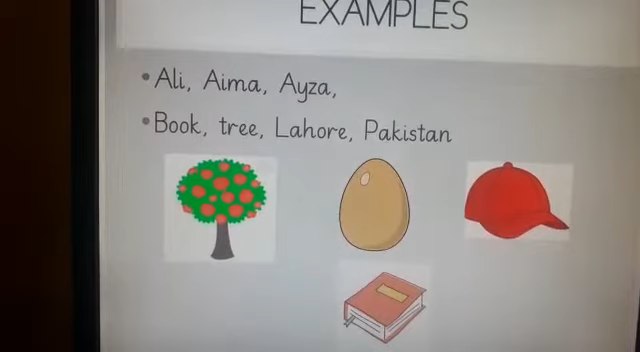 EXAMPLES
•Ali, Aima, Ayza,
•Book, tree, Lahore, Pakistan